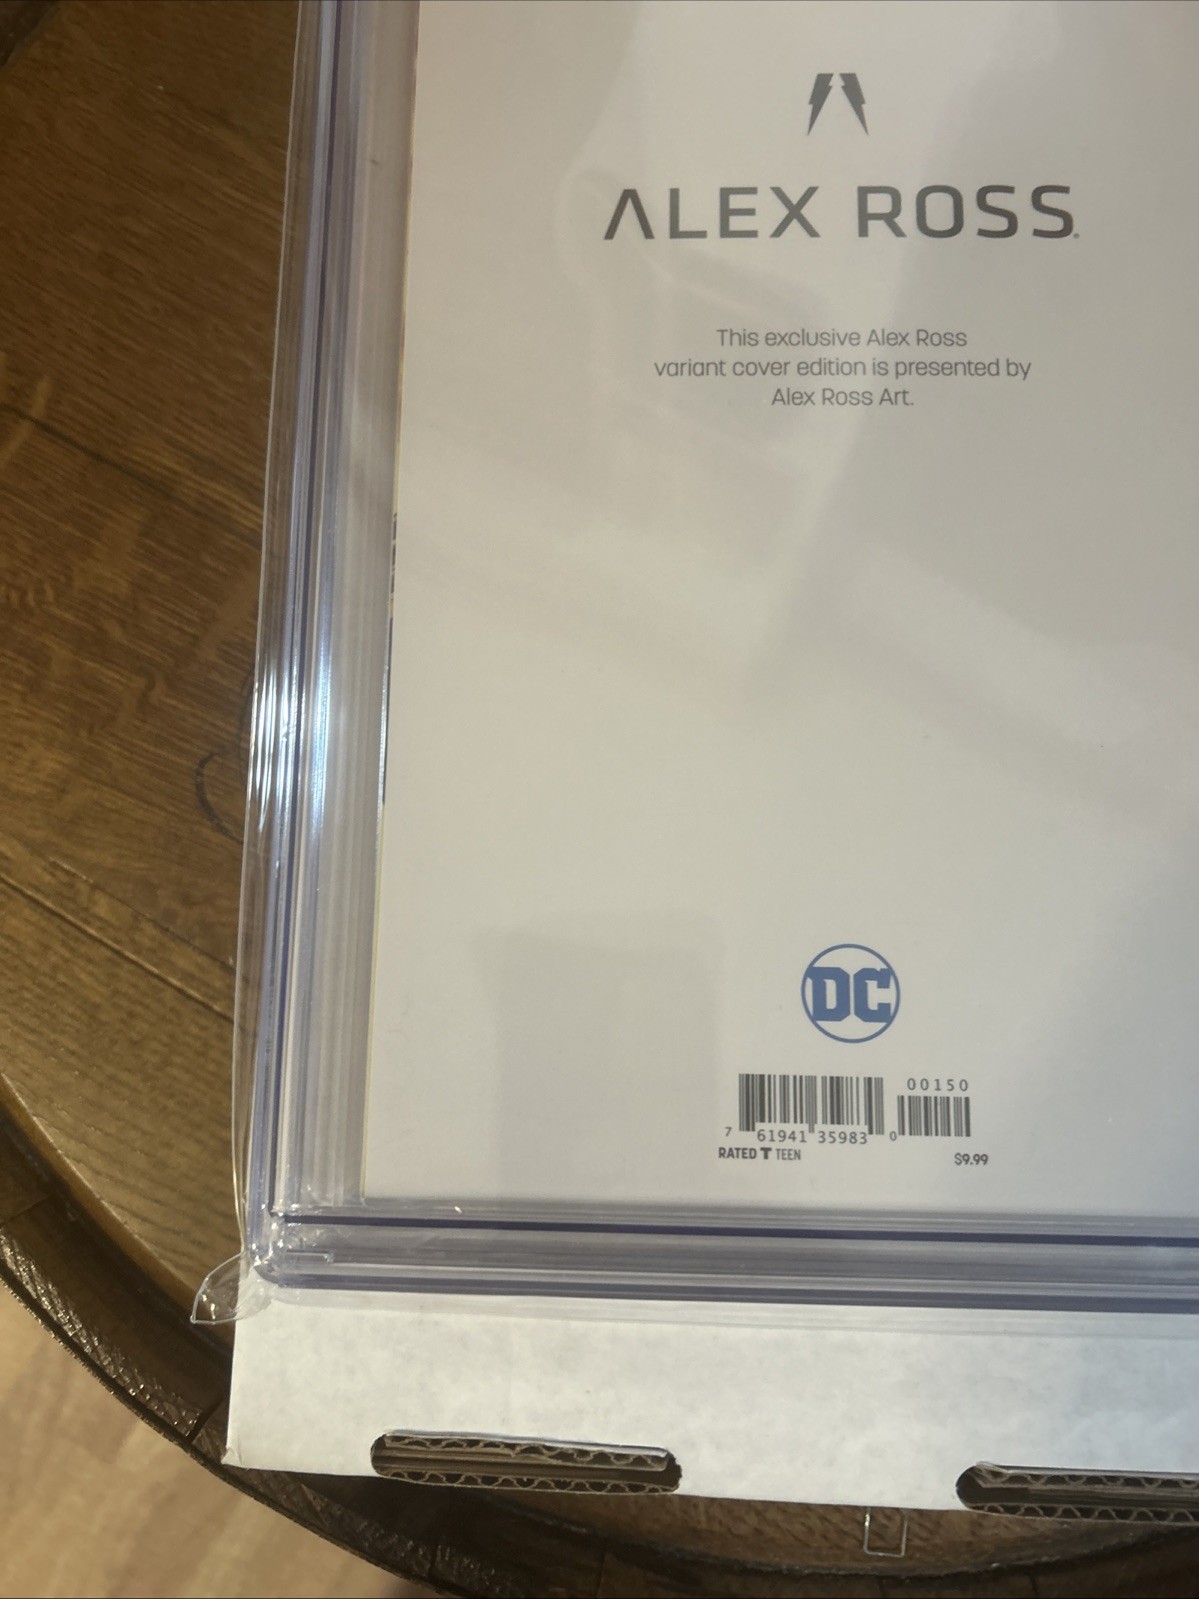 ALEX ROSS.
This exclusive Alex Ross
variant cover edition is presented by
Alex Ross Art.
DC
00150
7 61941 35983 0
RATED T TEEN
$9.99